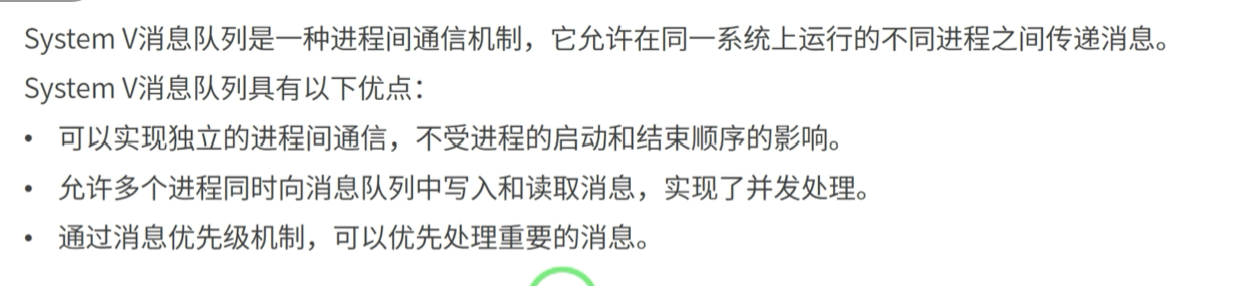 System V消息队列是一种进程间通信机制，它允许在同一系统上运行的不同进程之间传递消息。
System V消息队列具有以下优点：
• 可以实现独立的进程间通信，不受进程的启动和结束顺序的影响。
• 允许多个进程同时向消息队列中写入和读取消息，实现了并发处理。
• 通过消息优先级机制，可以优先处理重要的消息。